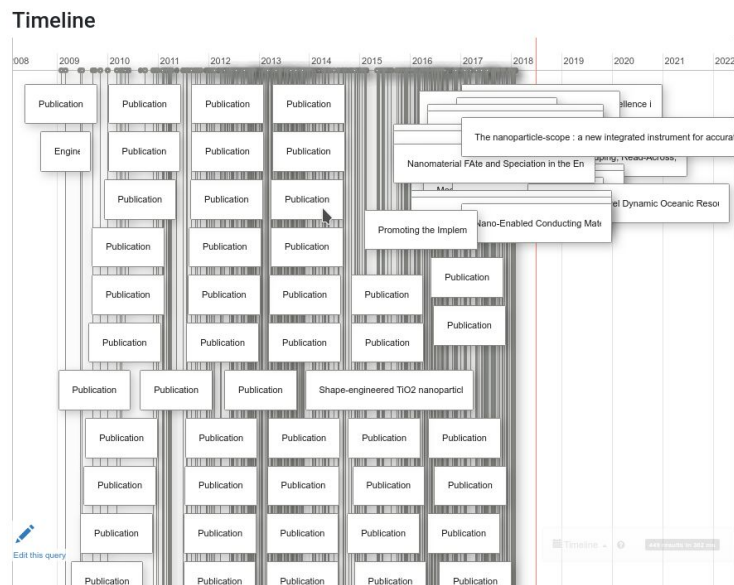 Timeline
008 2009 2010 2011 2012 2013 2014 2015 2016 2017 2018 2019 2020 2021 2022
Publication Publication Publication Publication ellence i
Engine Publication Publication Publication The nanoparticle-scope : a new integrated instrument for accurat
Nanomaterial FAte and Speciation in the En uping, Read-Across,
Publication Publication Publication el Dynamic Oceanic Resou
Promoting the Implem Nano-Enabled Conducting Mate
Publication Publication Publication
Publication
Publication Publication Publication Publication
Publication
Publication Publication Publication Publication
Publication Publication Publication Shape-engineered TiO2 nanoparticl
Publication Publication Publication Publication Publication
Publication Publication Publication Publication Publication
Publication Publication Publication Publication Publication
Edit this query
Timeline
Publication Publication Publication Publication Publication